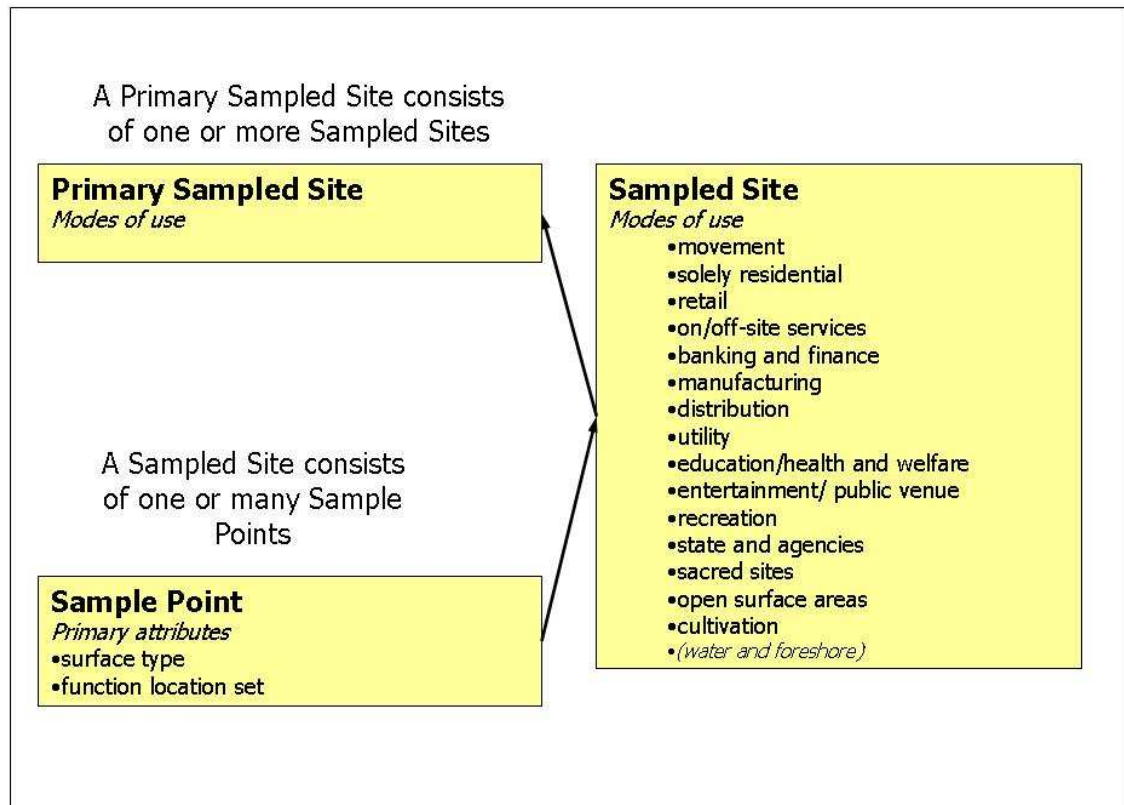 A Primary Sampled Site consists
of one or more Sampled Sites
Primary Sampled Site
Modes of use
A Sampled Site consists
of one or many Sample
Points
Sample Point
Primary attributes
•surface type
•function location set
Sampled Site
Modes of use
•movement
•solely residential
•retail
•on/off-site services
•banking and finance
•manufacturing
•distribution
•utility
•education/health and welfare
•entertainment/ public venue
•recreation
•state and agencies
•sacred sites
•open surface areas
•cultivation
•(water and foreshore)